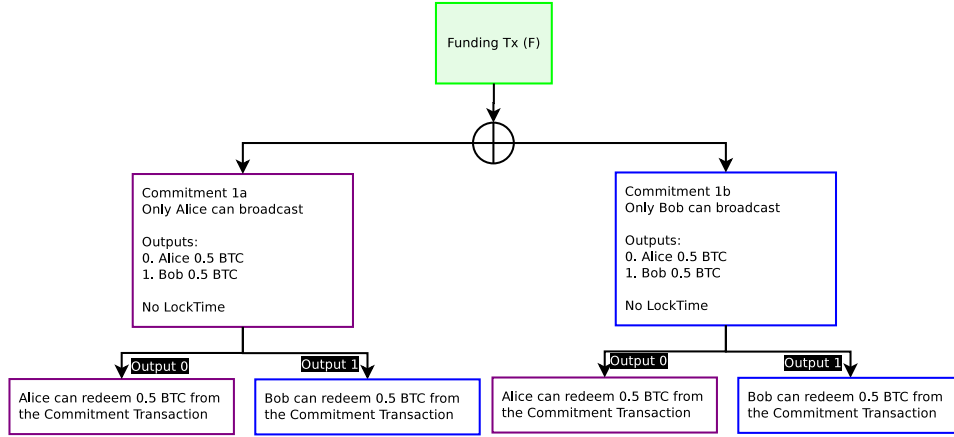 Funding Tx (F)
Commitment 1a
Only Alice can broadcast
Outputs:
0. Alice 0.5 BTC
1. Bob 0.5 BTC
No LockTime
Commitment 1b
Only Bob can broadcast
Outputs:
0. Alice 0.5 BTC
1. Bob 0.5 BTC
No LockTime
Output 0
Output 1
Output 0
Output 1
Alice can redeem 0.5 BTC from
the Commitment Transaction
Bob can redeem 0.5 BTC from
the Commitment Transaction
Alice can redeem 0.5 BTC from
the Commitment Transaction
Bob can redeem 0.5 BTC from
the Commitment Transaction